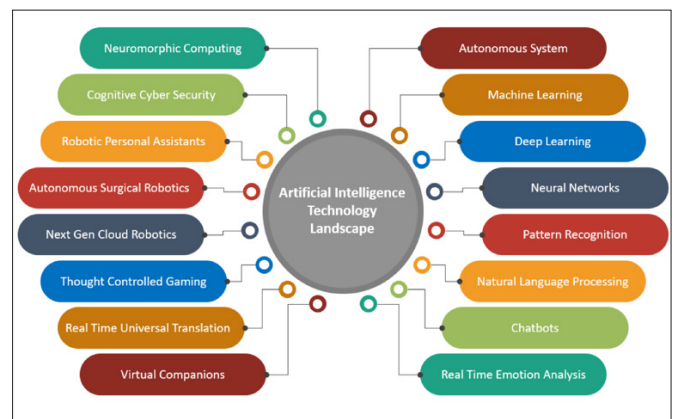 Neuromorphic Computing
Autonomous System
Cognitive Cyber Security
Machine Learning
Robotic Personal Assistants
Deep Learning
Autonomous Surgical Robotics
Neural Networks
Artificial Intelligence
Technology
Landscape
Next Gen Cloud Robotics
Pattern Recognition
Thought Controlled Gaming
Natural Language Processing
Real Time Universal Translation
Chatbots
Virtual Companions
Real Time Emotion Analysis